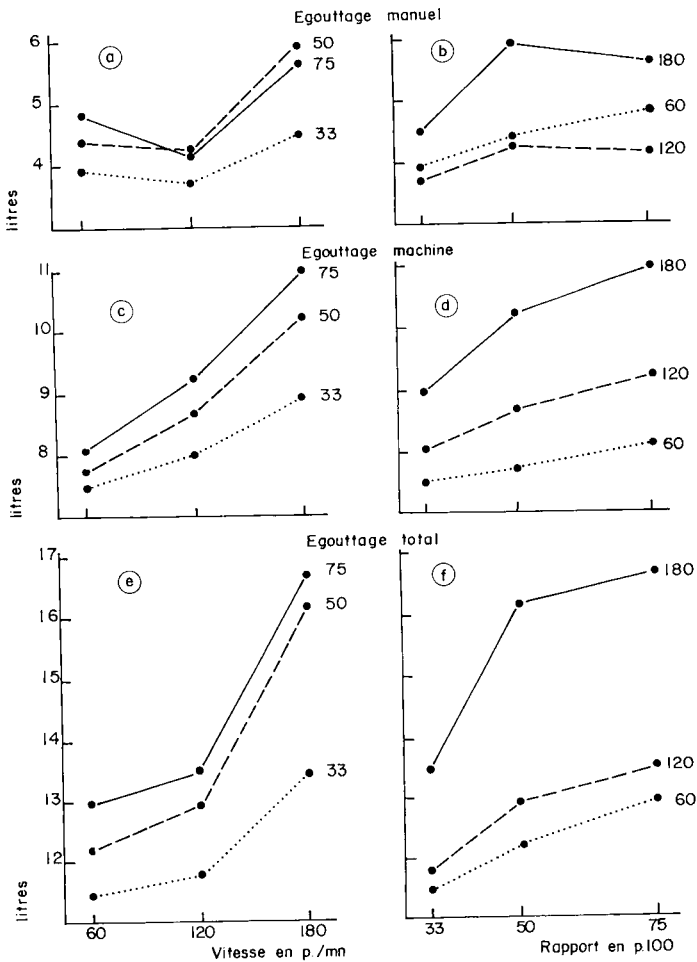 Egouttage manuel
a
b
6
5
4
litres
50
75
33
180
60
120
Egouttage machine
c
d
11
10
9
8
litres
75
50
33
180
120
60
Egouttage total
e
f
17
16
15
14
13
12
litres
75
50
33
180
120
60
60 120 180
Vitesse en p./mn
33 50 75
Rapport en p.100